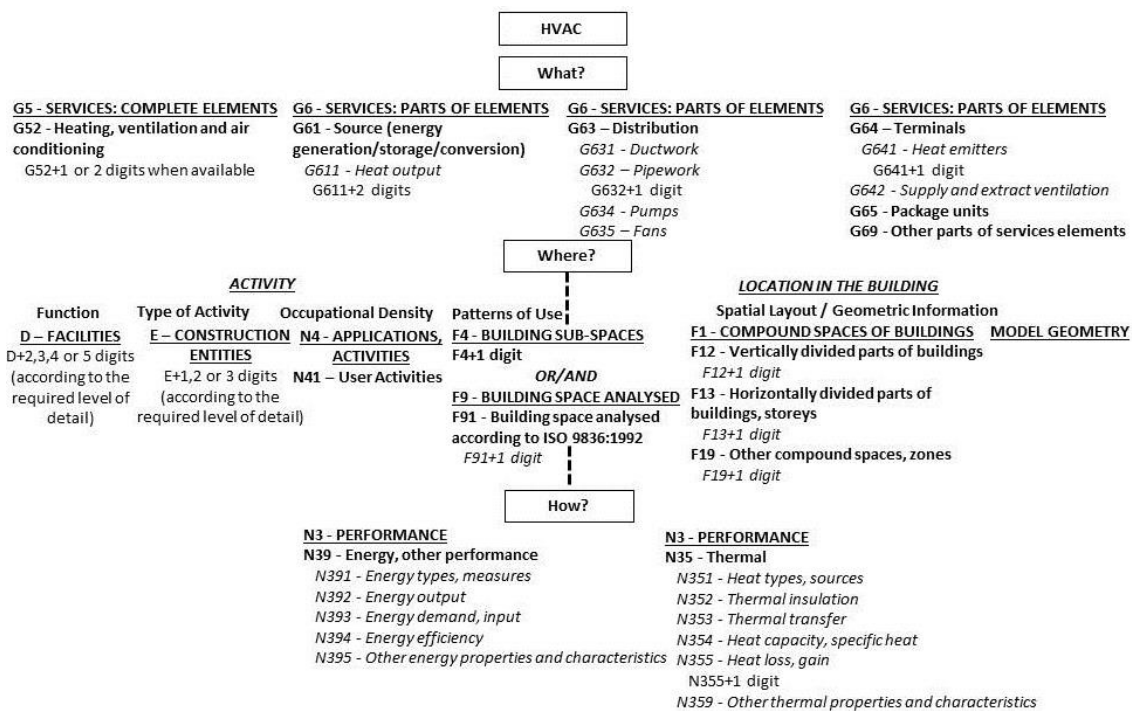 HVAC
What?
G5 - SERVICES: COMPLETE ELEMENTS
G52 - Heating, ventilation and air
conditioning
G52+1 or 2 digits when available
G6 - SERVICES: PARTS OF ELEMENTS
G61 - Source (energy
generation/storage/conversion)
G611 - Heat output
G611+2 digits
G6 - SERVICES: PARTS OF ELEMENTS
G63 – Distribution
G631 - Ductwork
G632 – Pipework
G632+1 digit
G634 - Pumps
G635 – Fans
G6 - SERVICES: PARTS OF ELEMENTS
G64 – Terminals
G641 - Heat emitters
G641+1 digit
G642 - Supply and extract ventilation
G65 - Package units
G69 - Other parts of services elements
Where?
ACTIVITY
Function
D – FACILITIES
D+2,3,4 or 5 digits
(according to the
required level of
detail)
Type of Activity
E – CONSTRUCTION
ENTITIES
E+1,2 or 3 digits
(according to the
required level of detail)
Occupational Density
N4 - APPLICATIONS,
ACTIVITIES
N41 – User Activities
Patterns of Use
F4 - BUILDING SUB-SPACES
F4+1 digit
OR/AND
F9 - BUILDING SPACE ANALYSED
F91 - Building space analysed
according to ISO 9836:1992
F91+1 digit
LOCATION IN THE BUILDING
Spatial Layout / Geometric Information
F1 - COMPOUND SPACES OF BUILDINGS
F12 - Vertically divided parts of buildings
F12+1 digit
F13 - Horizontally divided parts of
buildings, storeys
F13+1 digit
F19 - Other compound spaces, zones
F19+1 digit
MODEL GEOMETRY
How?
N3 - PERFORMANCE
N39 - Energy, other performance
N391 - Energy types, measures
N392 - Energy output
N393 - Energy demand, input
N394 - Energy efficiency
N395 - Other energy properties and characteristics
N3 - PERFORMANCE
N35 - Thermal
N351 - Heat types, sources
N352 - Thermal insulation
N353 - Thermal transfer
N354 - Heat capacity, specific heat
N355 - Heat loss, gain
N355+1 digit
N359 - Other thermal properties and characteristics